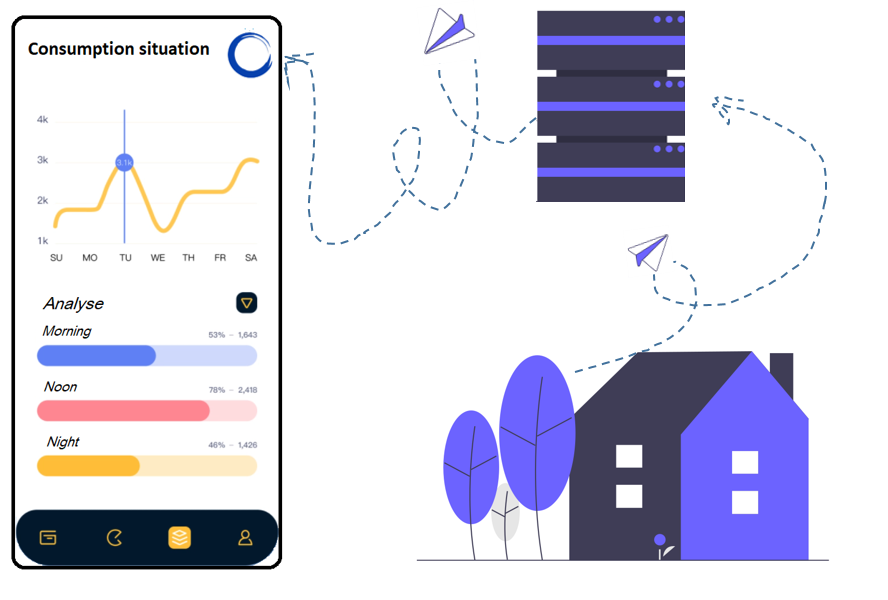 Consumption situation
4k
3k
3.1k
2k
1k
SU MO TU WE TH FR SA
Analyse
Morning 53% – 1,643
Noon 78% – 2,418
Night 46% – 1,426